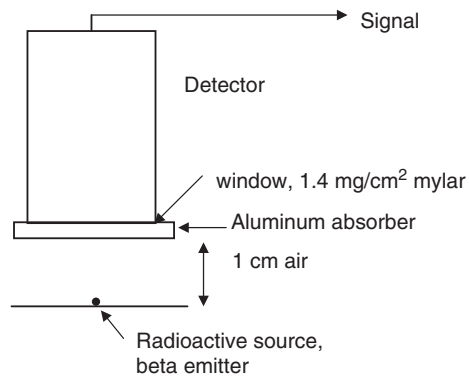 Signal
Detector
window, 1.4 mg/cm² mylar
Aluminum absorber
1 cm air
Radioactive source,
beta emitter